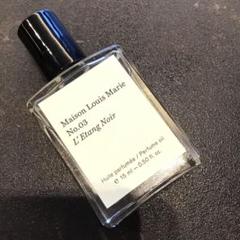 Maison Louis Marie
No.03
L'Etang Noir
Huile parfumée / Perfume oil
e 15 ml – 0.50 fl. oz.